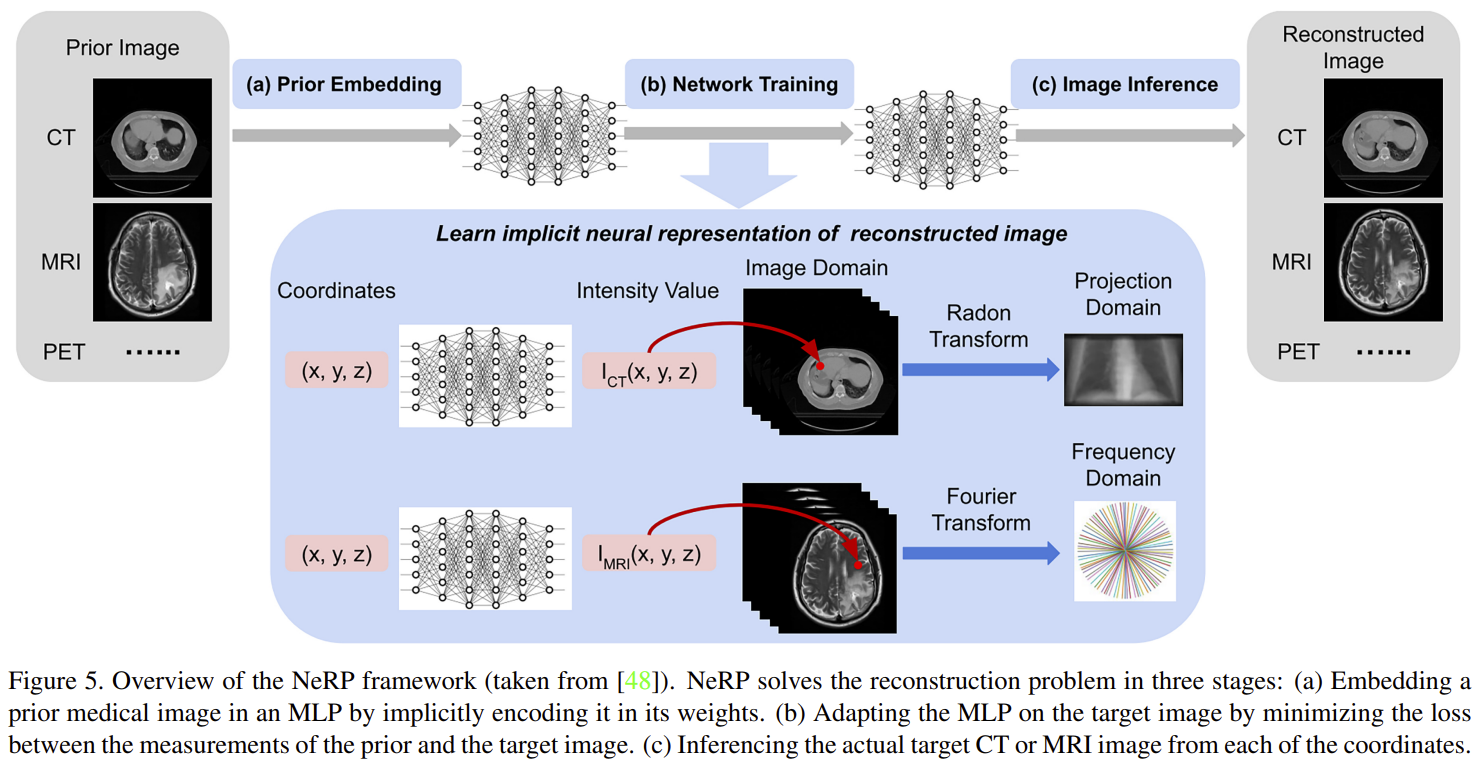 Prior Image
CT
MRI
PET ......
(a) Prior Embedding
(b) Network Training
(c) Image Inference
Reconstructed
Image
CT
MRI
PET ......
Learn implicit neural representation of reconstructed image
Coordinates
Intensity Value
Image Domain
Radon
Transform
Projection
Domain
(x, y, z)
I_CT(x, y, z)
Frequency
Domain
Fourier
Transform
(x, y, z)
I_MRI(x, y, z)
Figure 5. Overview of the NeRP framework (taken from [48]). NeRP solves the reconstruction problem in three stages: (a) Embedding a
prior medical image in an MLP by implicitly encoding it in its weights. (b) Adapting the MLP on the target image by minimizing the loss
between the measurements of the prior and the target image. (c) Inferencing the actual target CT or MRI image from each of the coordinates.